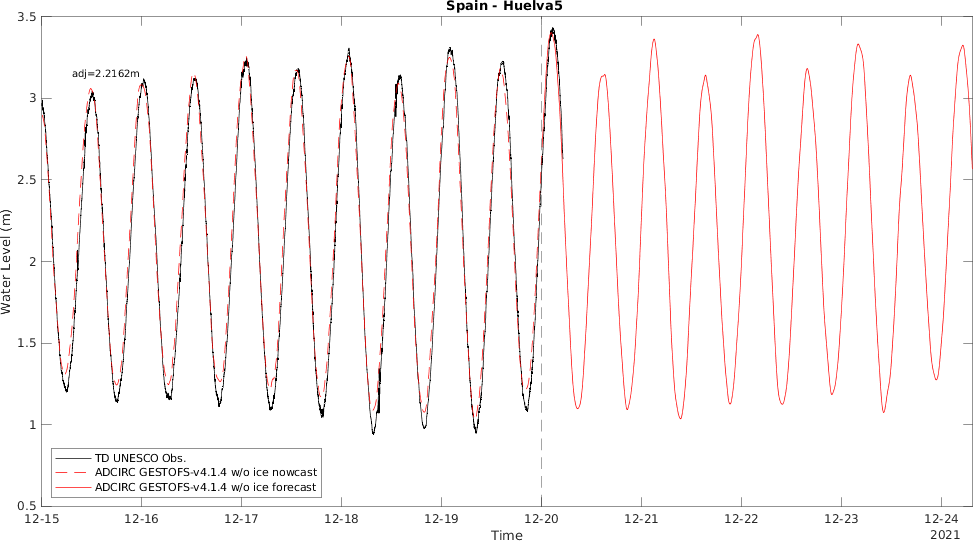 Spain - Huelva5
3.5
adj=2.2162m
3
2.5
Water Level (m)
2
1.5
1
TD UNESCO Obs.
ADCIRC GESTOFS-v4.1.4 w/o ice nowcast
ADCIRC GESTOFS-v4.1.4 w/o ice forecast
0.5
12-15 12-16 12-17 12-18 12-19 12-20 12-21 12-22 12-23 12-24
Time 2021